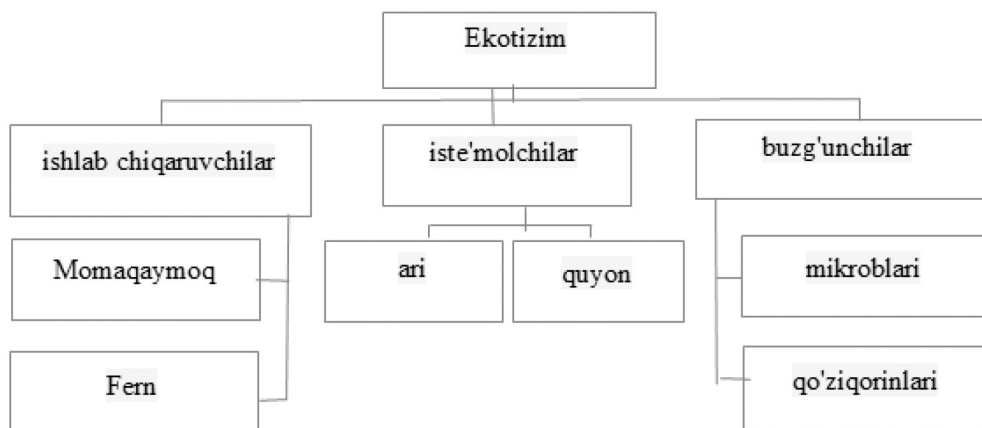 Ekotizim
ishlab chiqaruvchilar
iste'molchilar
buzg'unchilar
Momaqaymoq
ari
quyon
mikroblari
Fern
qo'ziqorinlari